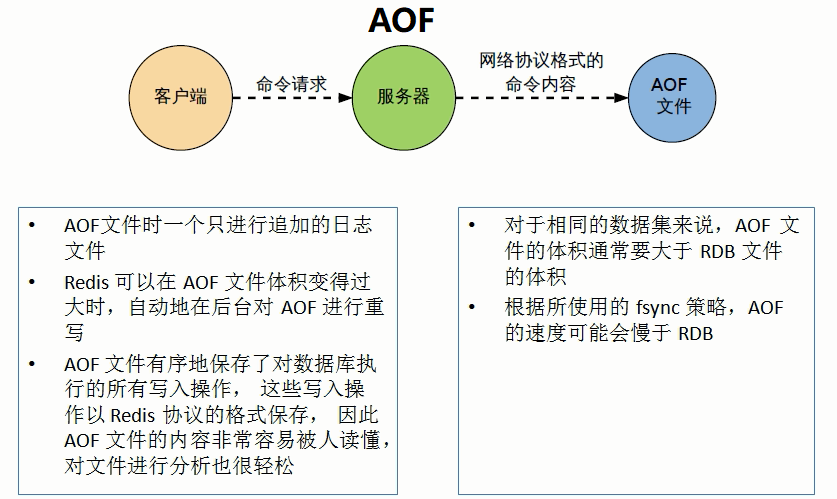 AOF
客户端
命令请求
服务器
网络协议格式的
命令内容
AOF
文件
• AOF文件时一个只进行追加的日志
文件
• Redis 可以在 AOF 文件体积变得过
大时，自动地在后台对 AOF 进行重
写
• AOF 文件有序地保存了对数据库执
行的所有写入操作， 这些写入操
作以 Redis 协议的格式保存， 因此
AOF 文件的内容非常容易被人读懂，
对文件进行分析也很轻松
• 对于相同的数据集来说，AOF 文
件的体积通常要大于 RDB 文件
的体积
• 根据所使用的 fsync 策略，AOF
的速度可能会慢于 RDB